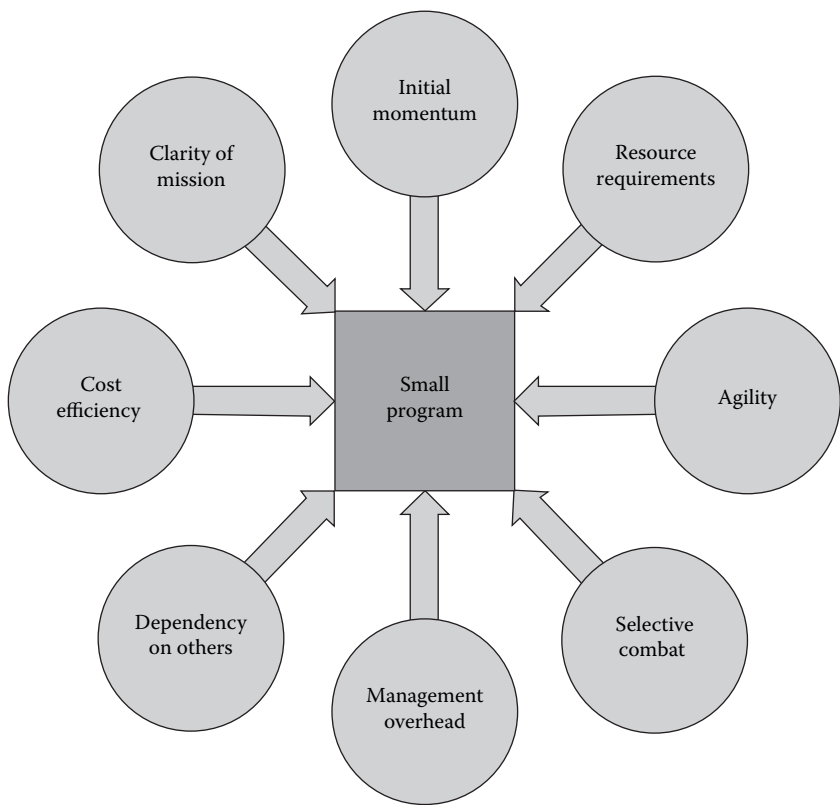 Initial
momentum
Clarity of
mission
Resource
requirements
Cost
efficiency
Small
program
Agility
Dependency
on others
Selective
combat
Management
overhead